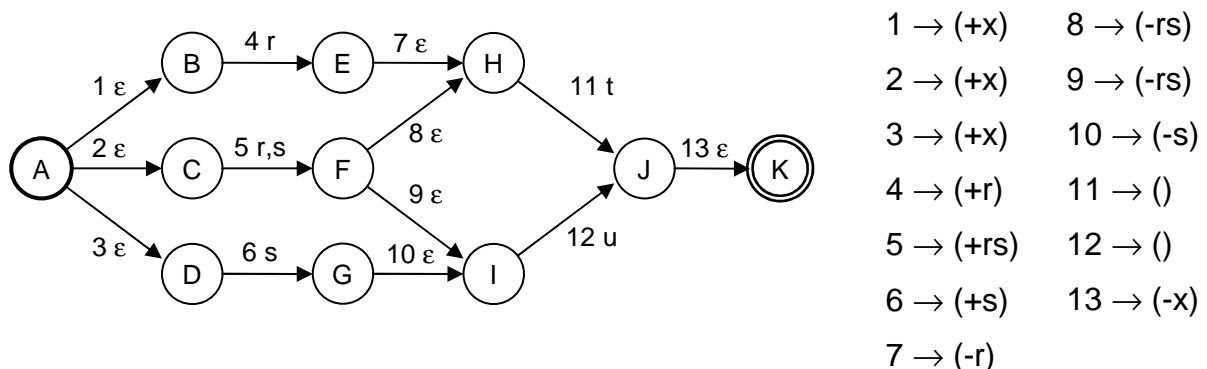 1 → (+x) 8 → (-rs)
4 r 7 ε
B E H
2 → (+x) 9 → (-rs)
1 ε 11 t
8 ε
3 → (+x) 10 → (-s)
2 ε 5 r,s 13 ε
A C F J K
4 → (+r) 11 → ()
9 ε
3 ε 6 s 10 ε 12 u
5 → (+rs) 12 → ()
D G I
6 → (+s) 13 → (-x)
7 → (-r)